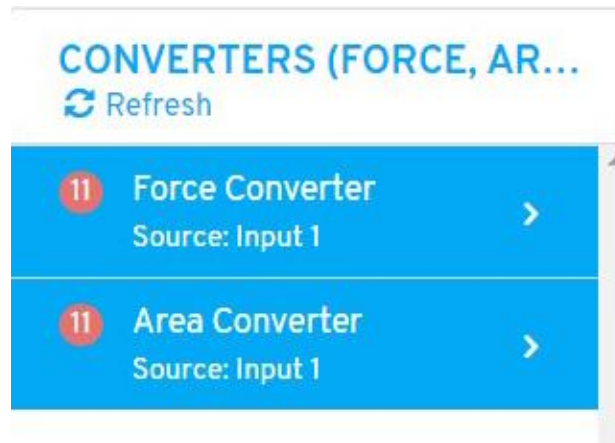 CONVERTERS (FORCE, AR...
Refresh
11 Force Converter
Source: Input 1
11 Area Converter
Source: Input 1